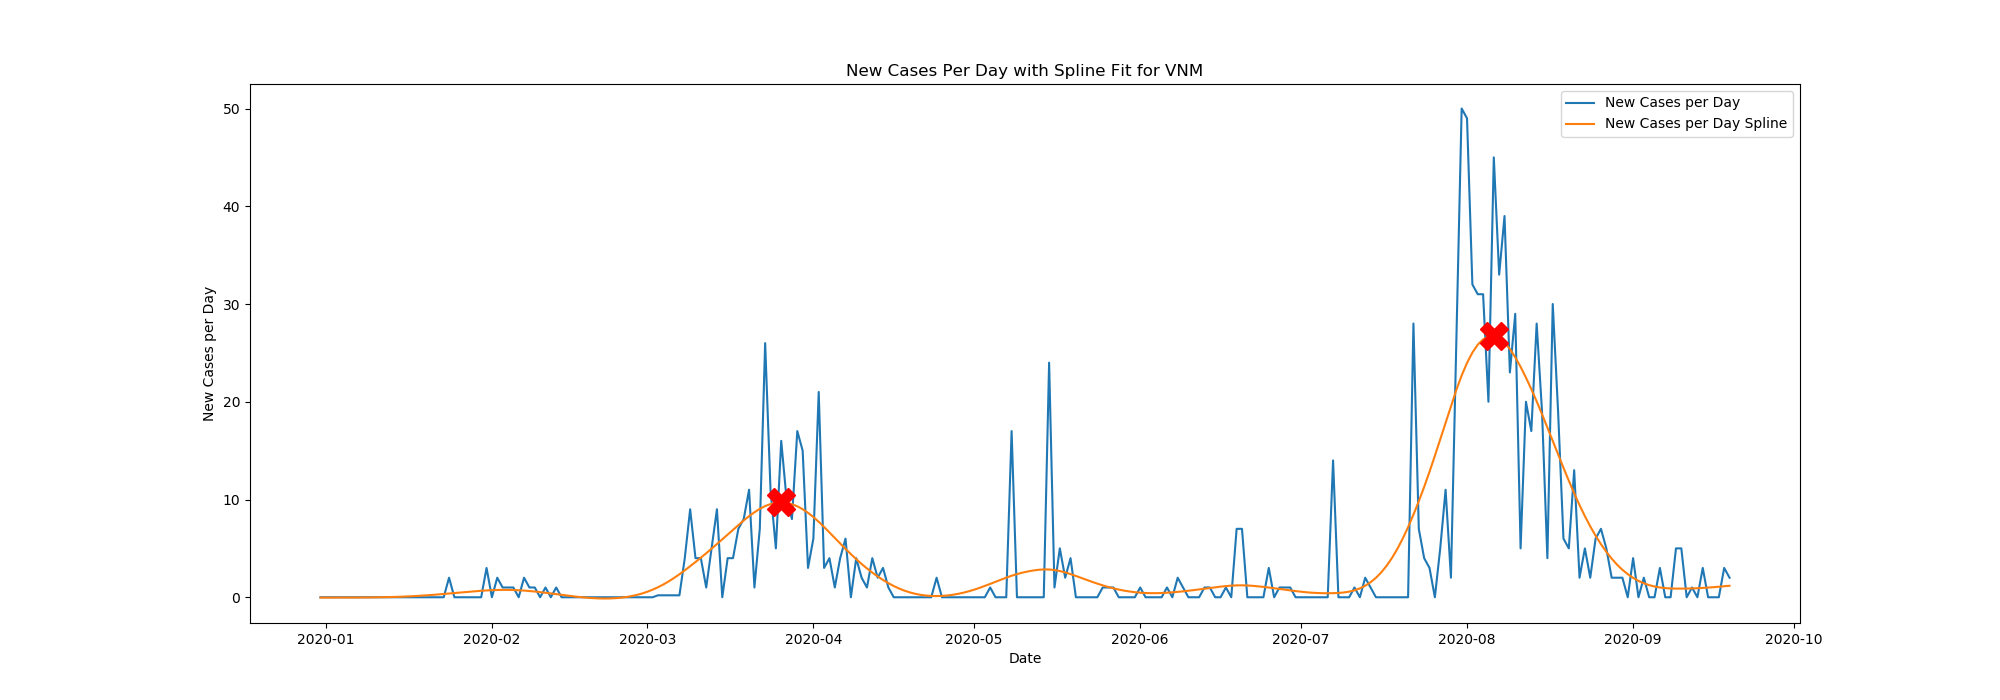 New Cases Per Day with Spline Fit for VNM
New Cases per Day
New Cases per Day Spline
50
40
30
20
10
0
New Cases per Day
2020-01 2020-02 2020-03 2020-04 2020-05 2020-06 2020-07 2020-08 2020-09 2020-10
Date